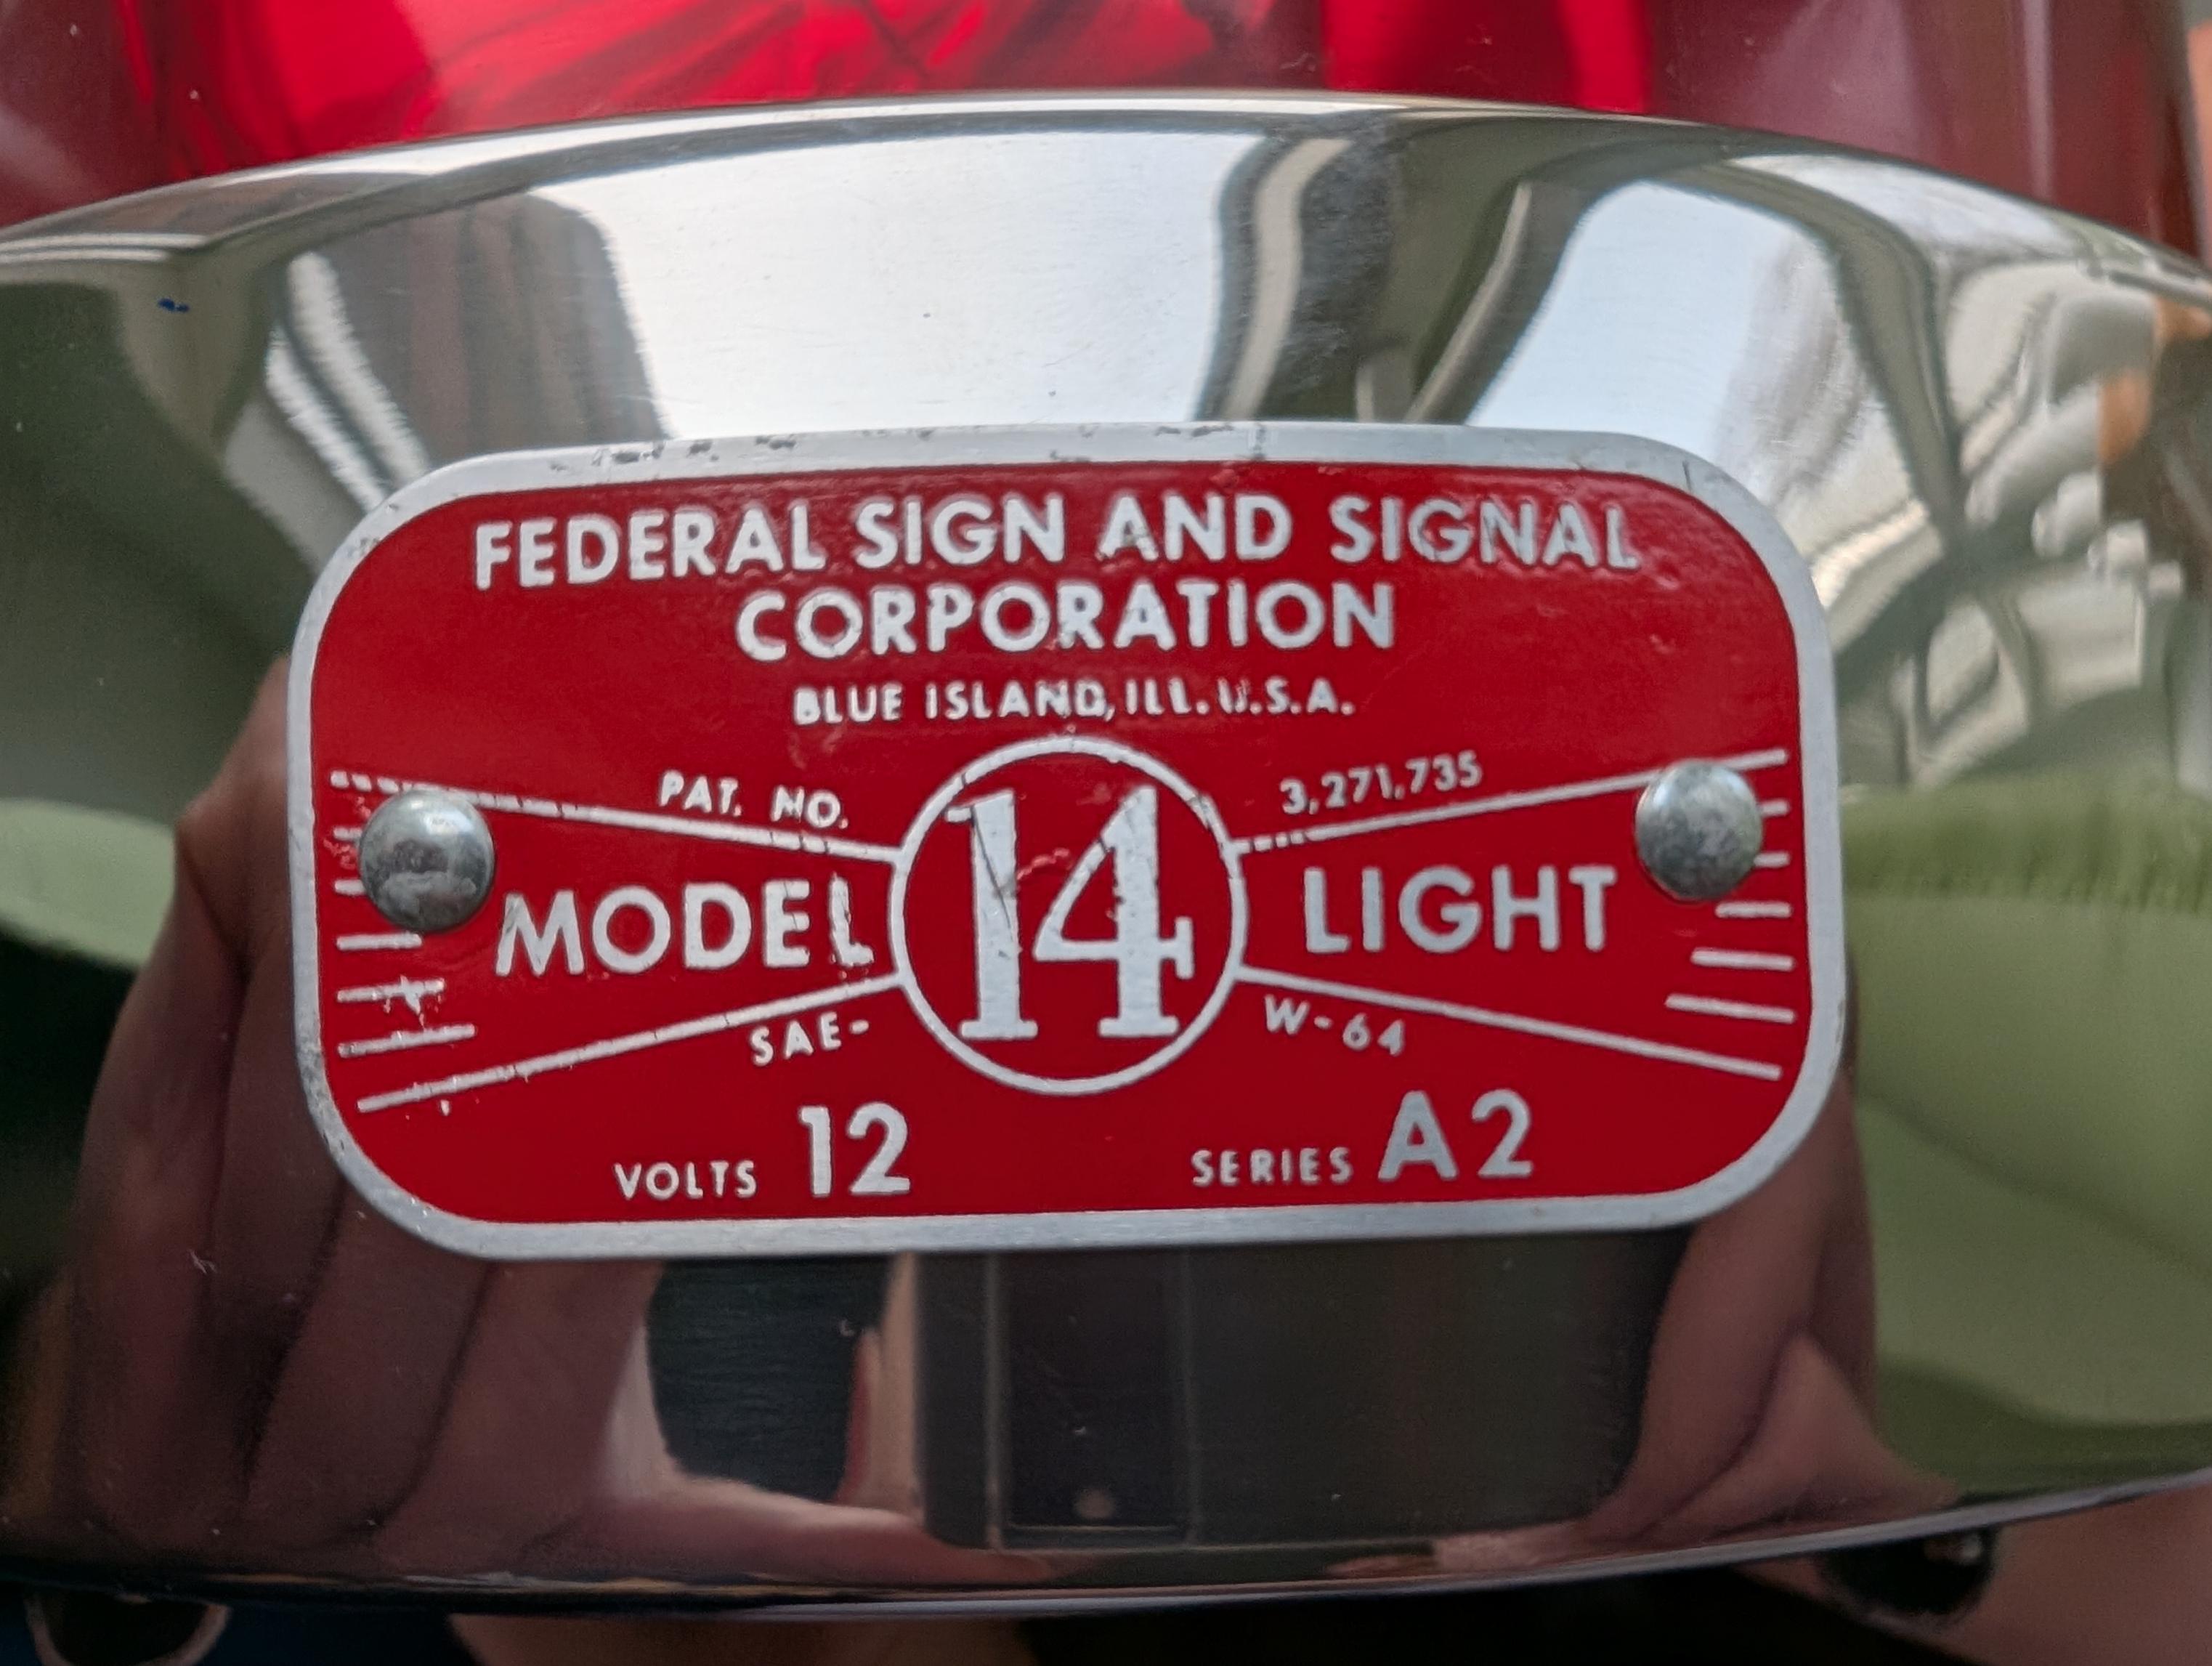 FEDERAL SIGN AND SIGNAL
CORPORATION
BLUE ISLAND, ILL. U.S.A.
PAT. NO. 3,271,735
MODEL 14 LIGHT
SAE- W-64
VOLTS 12 SERIES A2